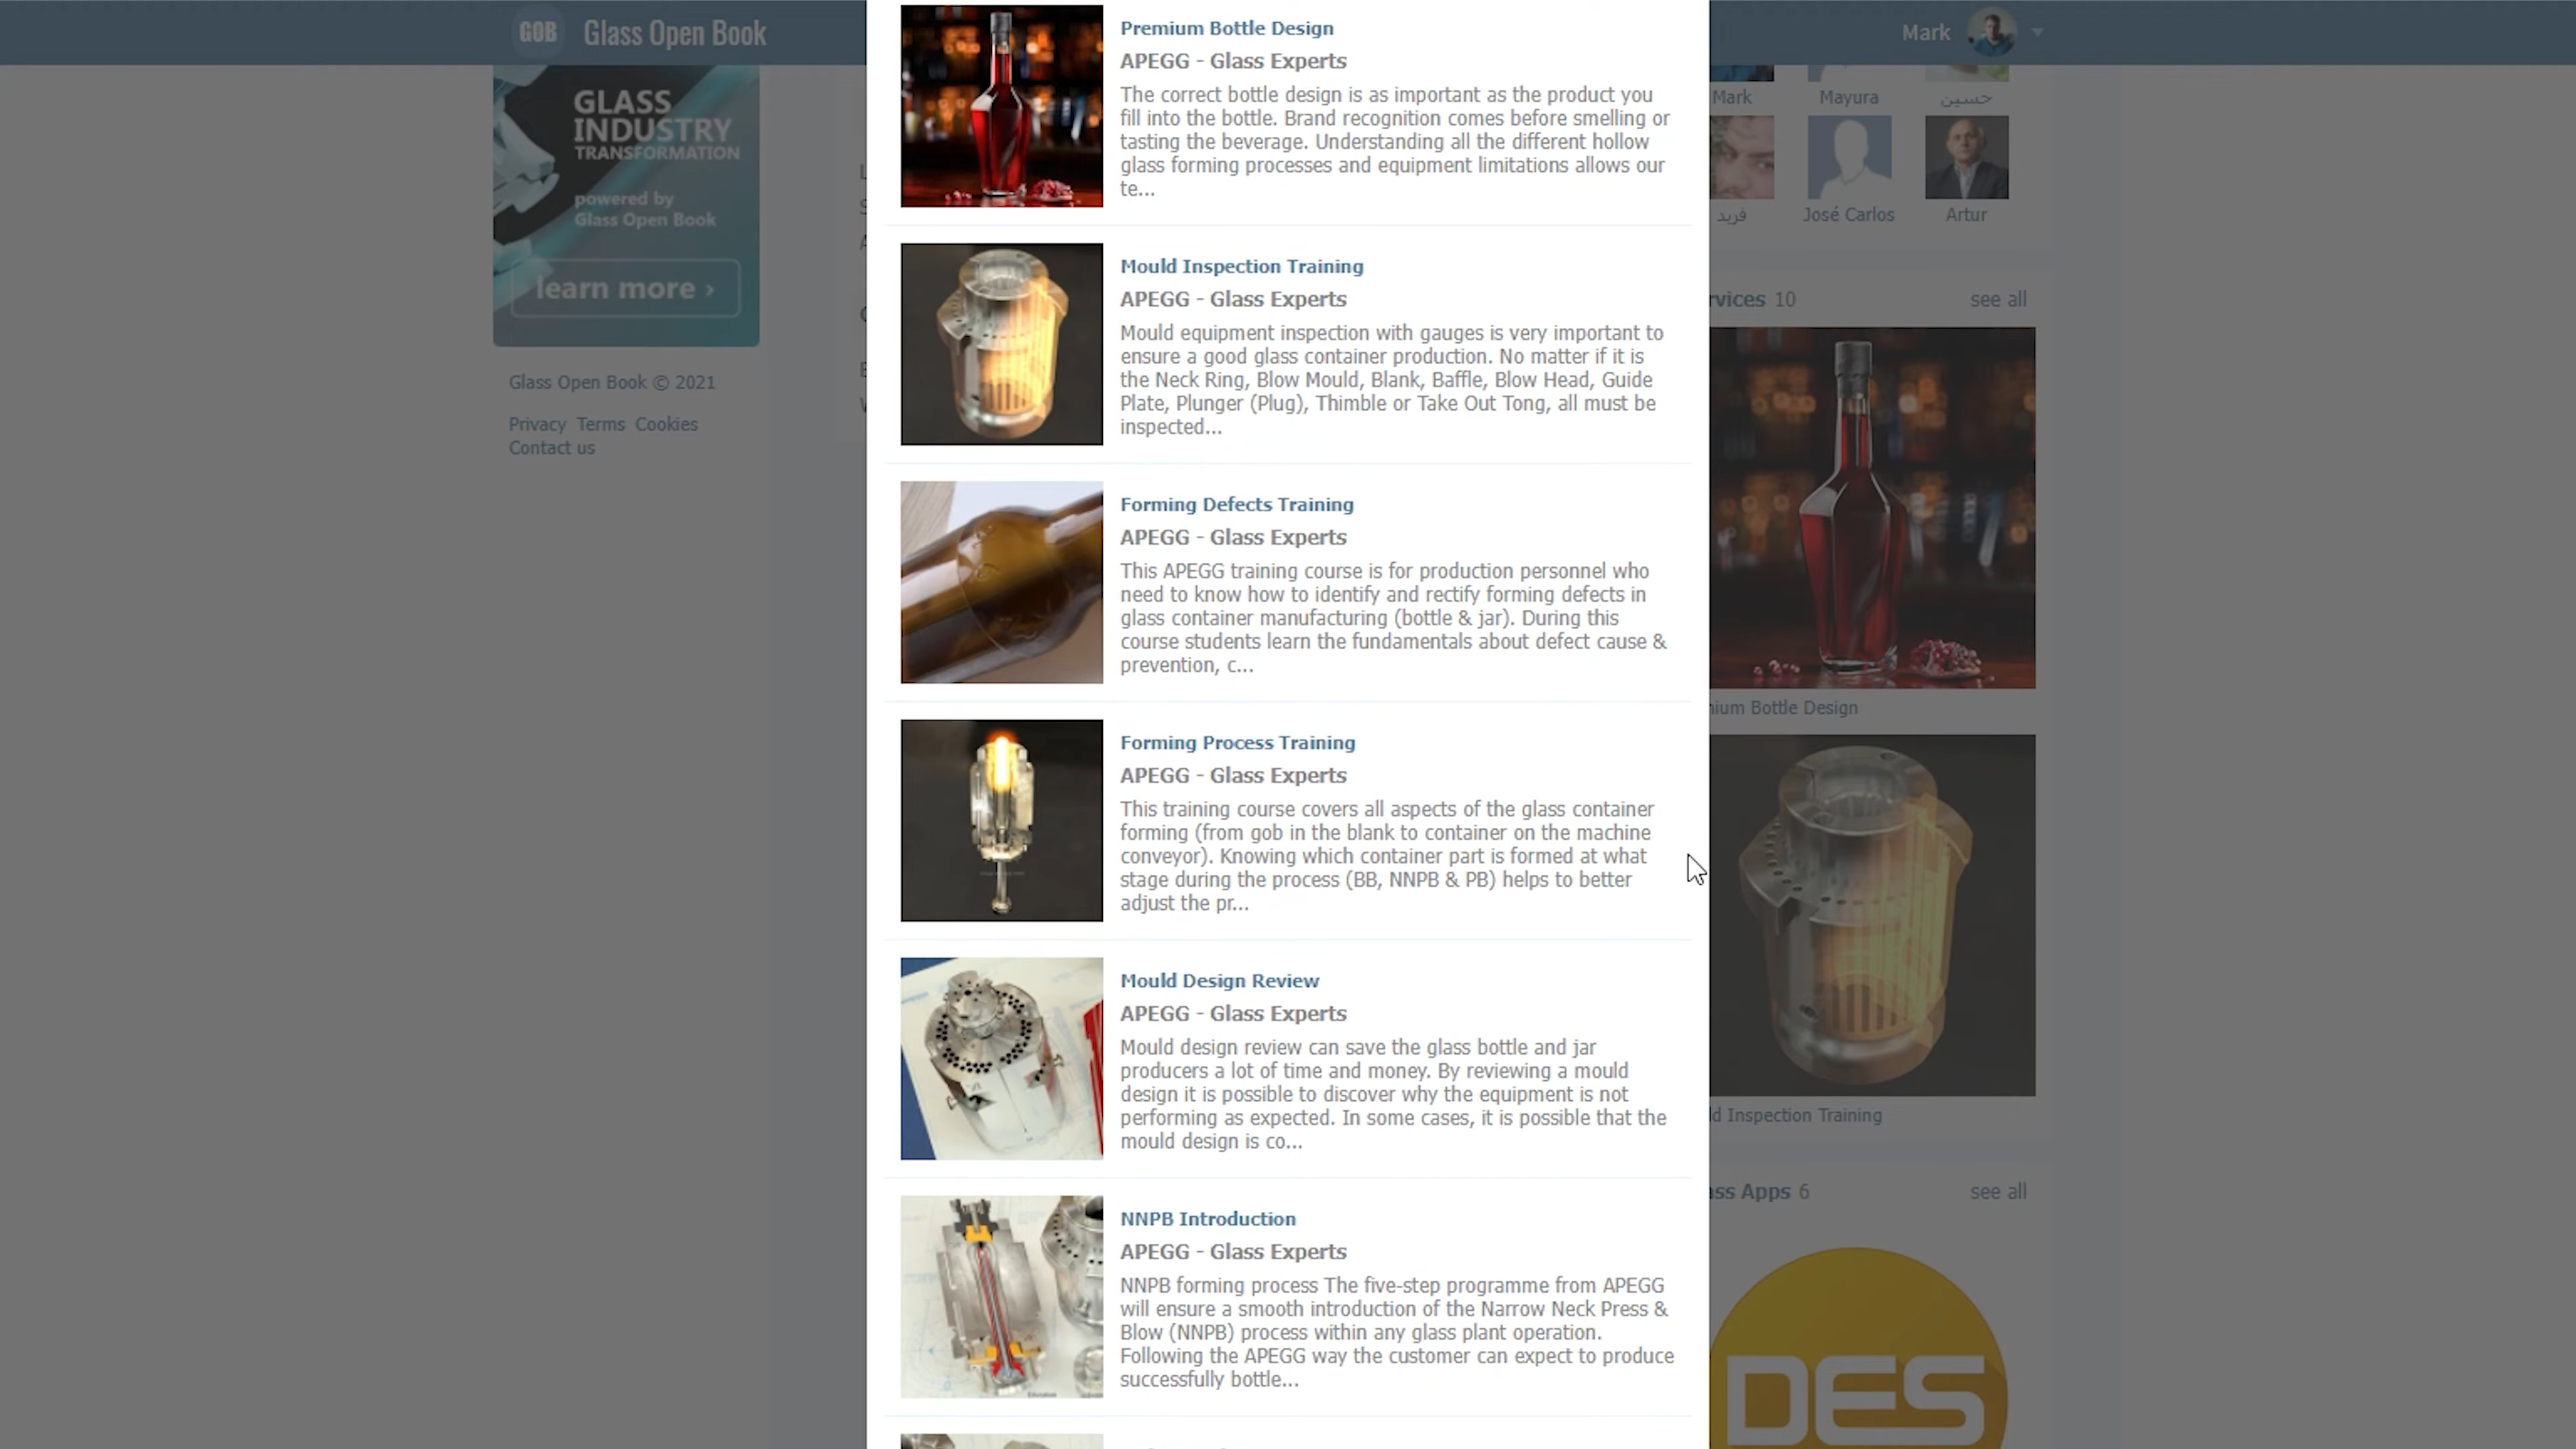 GOB Glass Open Book
Mark
GLASS
INDUSTRY
TRANSFORMATION
powered by
Glass Open Book
learn more ›
Glass Open Book © 2021
Privacy Terms Cookies
Contact us
Premium Bottle Design
APEGG - Glass Experts
The correct bottle design is as important as the product you
fill into the bottle. Brand recognition comes before smelling or
tasting the beverage. Understanding all the different hollow
glass forming processes and equipment limitations allows our
te...
Mould Inspection Training
APEGG - Glass Experts
Mould equipment inspection with gauges is very important to
ensure a good glass container production. No matter if it is
the Neck Ring, Blow Mould, Blank, Baffle, Blow Head, Guide
Plate, Plunger (Plug), Thimble or Take Out Tong, all must be
inspected...
Forming Defects Training
APEGG - Glass Experts
This APEGG training course is for production personnel who
need to know how to identify and rectify forming defects in
glass container manufacturing (bottle & jar). During this
course students learn the fundamentals about defect cause &
prevention, c...
Forming Process Training
APEGG - Glass Experts
This training course covers all aspects of the glass container
forming (from gob in the blank to container on the machine
conveyor). Knowing which container part is formed at what
stage during the process (BB, NNPB & PB) helps to better
adjust the pr...
Mould Design Review
APEGG - Glass Experts
Mould design review can save the glass bottle and jar
producers a lot of time and money. By reviewing a mould
design it is possible to discover why the equipment is not
performing as expected. In some cases, it is possible that the
mould design is co...
NNPB Introduction
APEGG - Glass Experts
NNPB forming process The five-step programme from APEGG
will ensure a smooth introduction of the Narrow Neck Press &
Blow (NNPB) process within any glass plant operation.
Following the APEGG way the customer can expect to produce
successfully bottle...
Mark Mayura حسين
فريد José Carlos Artur
rvices 10 see all
nium Bottle Design
ld Inspection Training
ass Apps 6 see all
DES